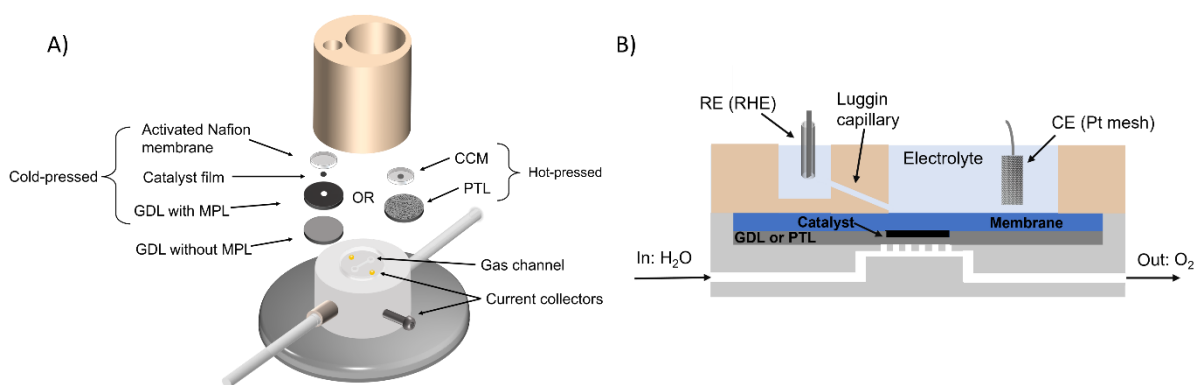 A)
Activated Nafion
membrane
Cold-pressed
Catalyst film
GDL with MPL
GDL without MPL
OR
CCM
PTL
Hot-pressed
Gas channel
Current collectors
B)
RE (RHE)
Luggin
capillary
CE (Pt mesh)
Electrolyte
Catalyst
Membrane
GDL or PTL
In: H₂O
Out: O₂